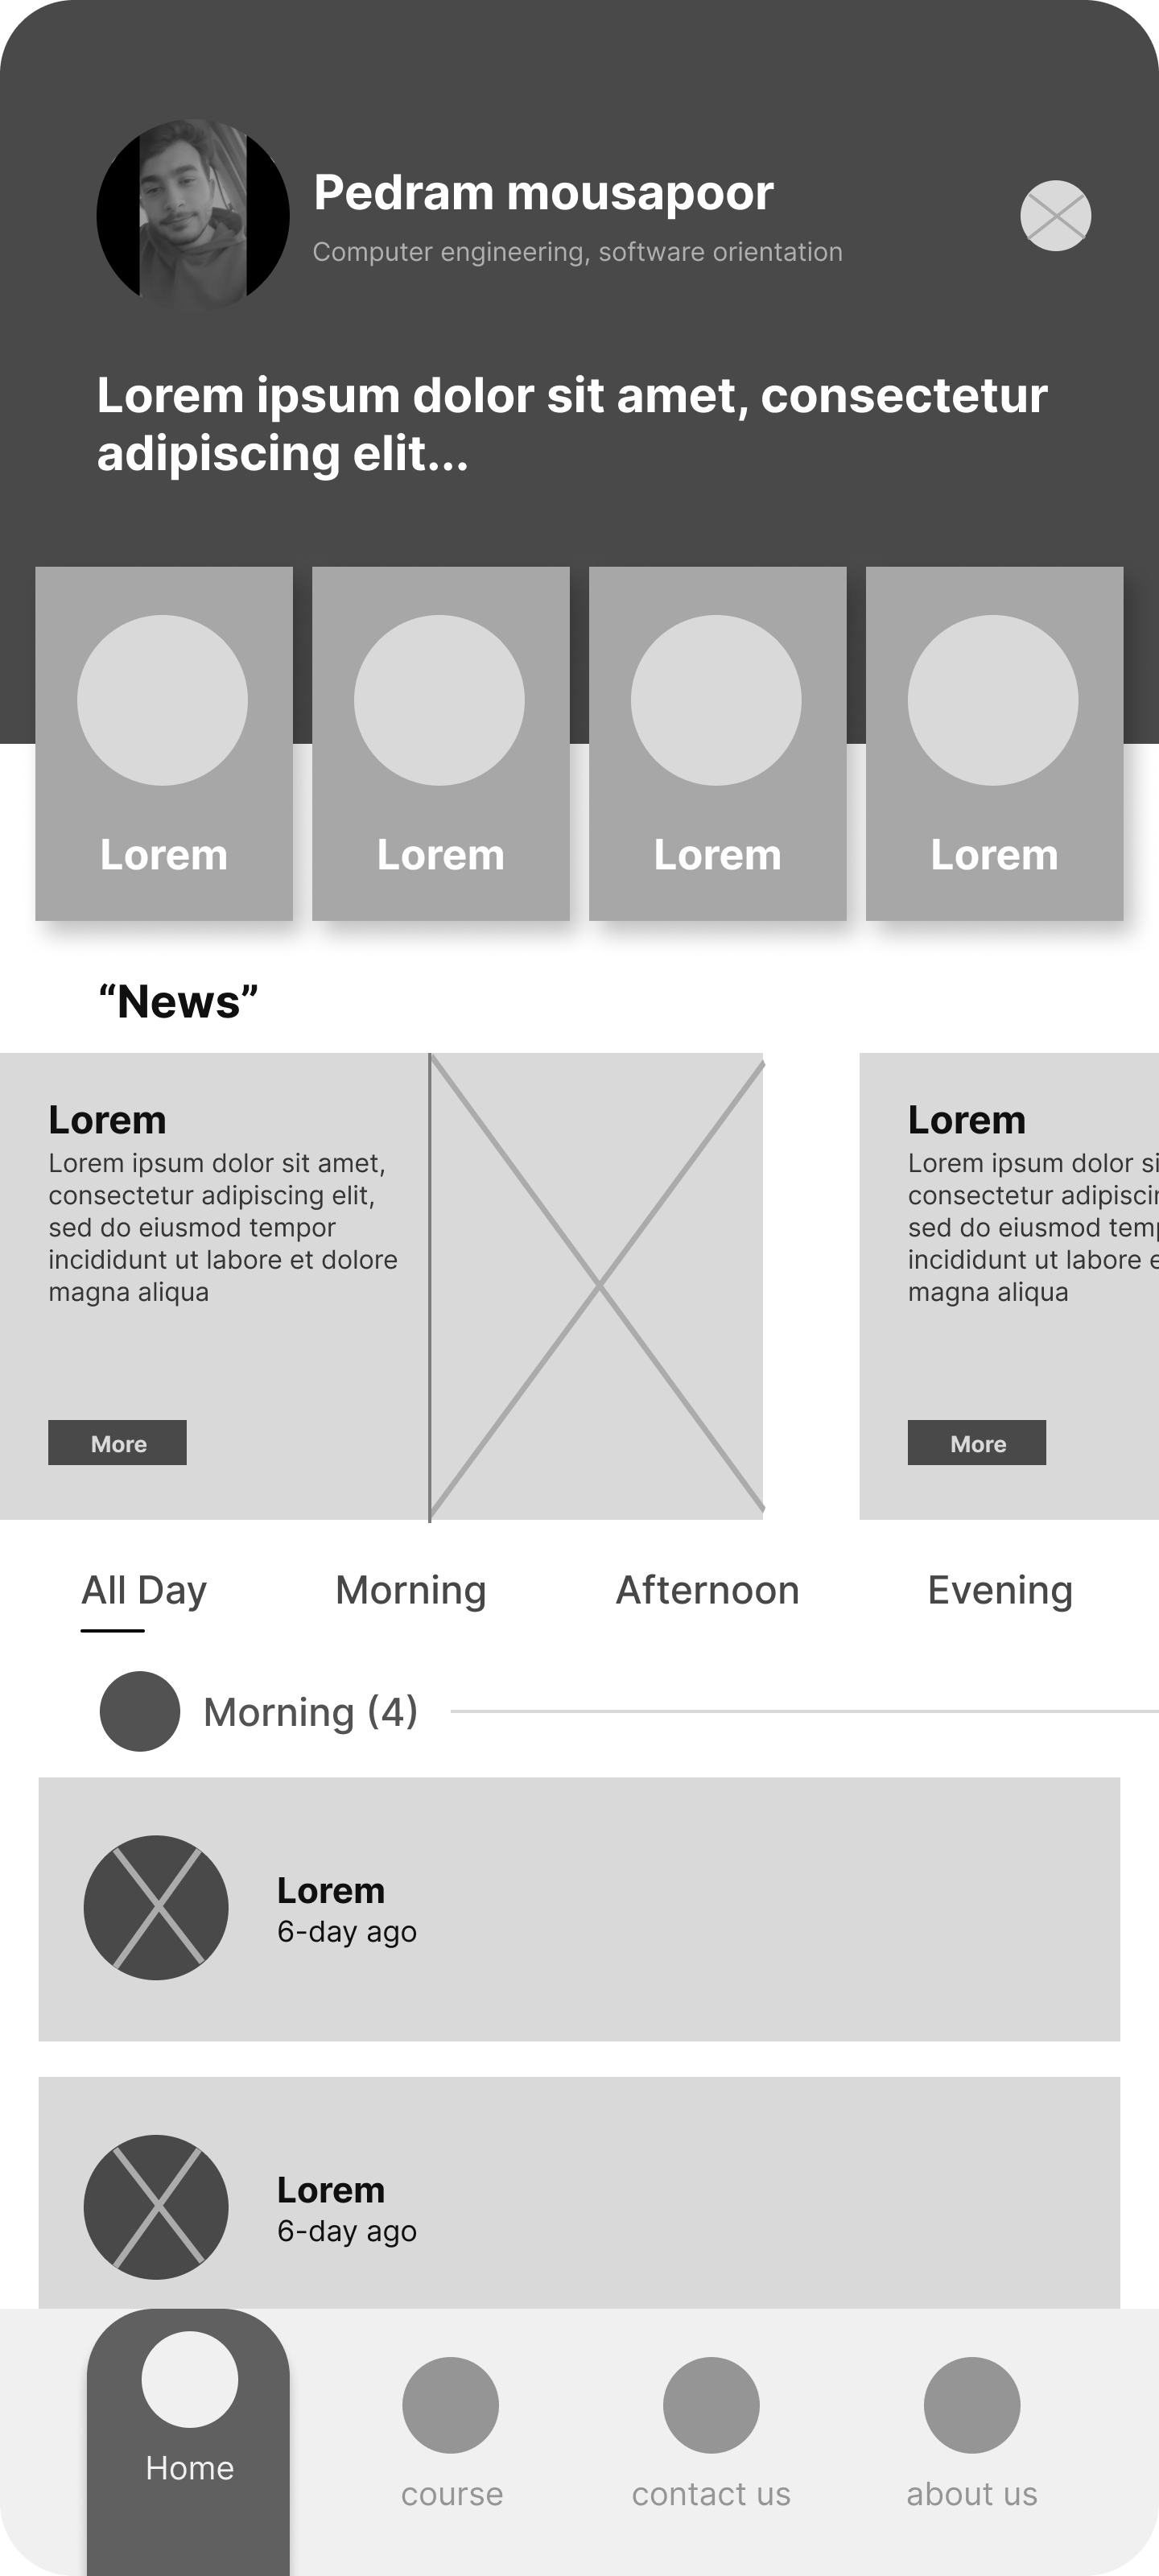 Pedram mousapoor
Computer engineering, software orientation
Lorem ipsum dolor sit amet, consectetur
adipiscing elit...
Lorem
Lorem
Lorem
Lorem
“News”
Lorem
Lorem ipsum dolor sit amet,
consectetur adipiscing elit,
sed do eiusmod tempor
incididunt ut labore et dolore
magna aliqua
More
Lorem
Lorem ipsum dolor si
consectetur adipiscin
sed do eiusmod temp
incididunt ut labore e
magna aliqua
More
All Day
Morning
Afternoon
Evening
Morning (4)
Lorem
6-day ago
Lorem
6-day ago
Home
course
contact us
about us